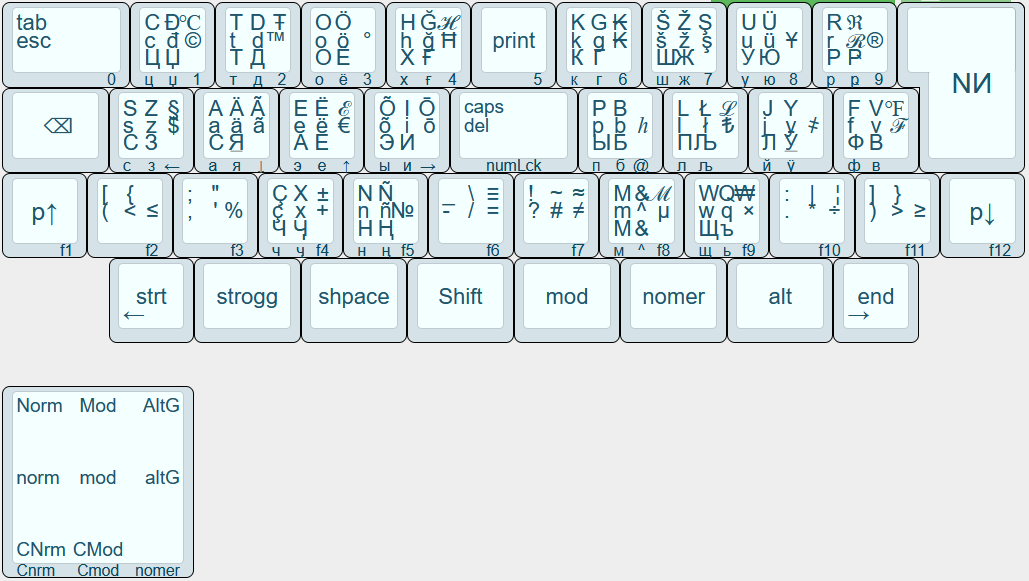 tab
esc
0
C Đ ℃
c đ ©
Ц Џ
ц џ 1
T D Ŧ
t d ™
Т Д
т д 2
O Ö
o ö °
О Ё
о ё 3
H Ğ ℋ
h ğ Ħ
Х Ғ
х ғ 4
print
5
K G ₭
k g ₭
К Г
к г 6
Š Ž Ş
š ž ş
Ш Ж
ш ж 7
U Ü
u ü ¥
У Ю
у ю 8
R ℜ
r ℛ ®
Р Ҏ
р ҏ 9
NИ
⌫
S Z §
s z $
С З
с з ←
A Ä Ã
a ä ã
а я ↓
E Ë ℰ
e ë €
э е ↑
Õ I Ō
õ i ō
Э И
ы и →
caps
del
numLck
P B
p b ℎ
Ы Б
п б @
L Ł ℒ
l ł ₺
П Љ
л љ
J Y
j y ≠
й ў
F V ℉
f v ℱ
Ф В
ф в
p↑
f1
[ {
( < ≤
f2
; "
, ' %
f3
Ç X ±
ç x +
Ч Ҷ
ч ҷ f4
N Ñ
n ñ №
Н Ң
н ң f5
_ \ ≡
- / =
f6
! ~ ≈
? # ≠
f7
M & ℳ
m ^ µ
М &
м ^ f8
W Q ₩
w q ×
Щ ъ
щ ь f9
: | ¦
. * ÷
f10
] }
) > ≥
f11
p↓
f12
strt
←
strogg
shpace
Shift
mod
nomer
alt
end
→
Norm Mod AltG
norm mod altG
CNrm CMod
Cnrm Cmod nomer